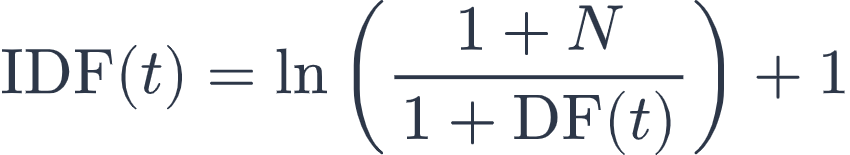 IDF(t) = ln ( (1 + N) / (1 + DF(t)) ) + 1